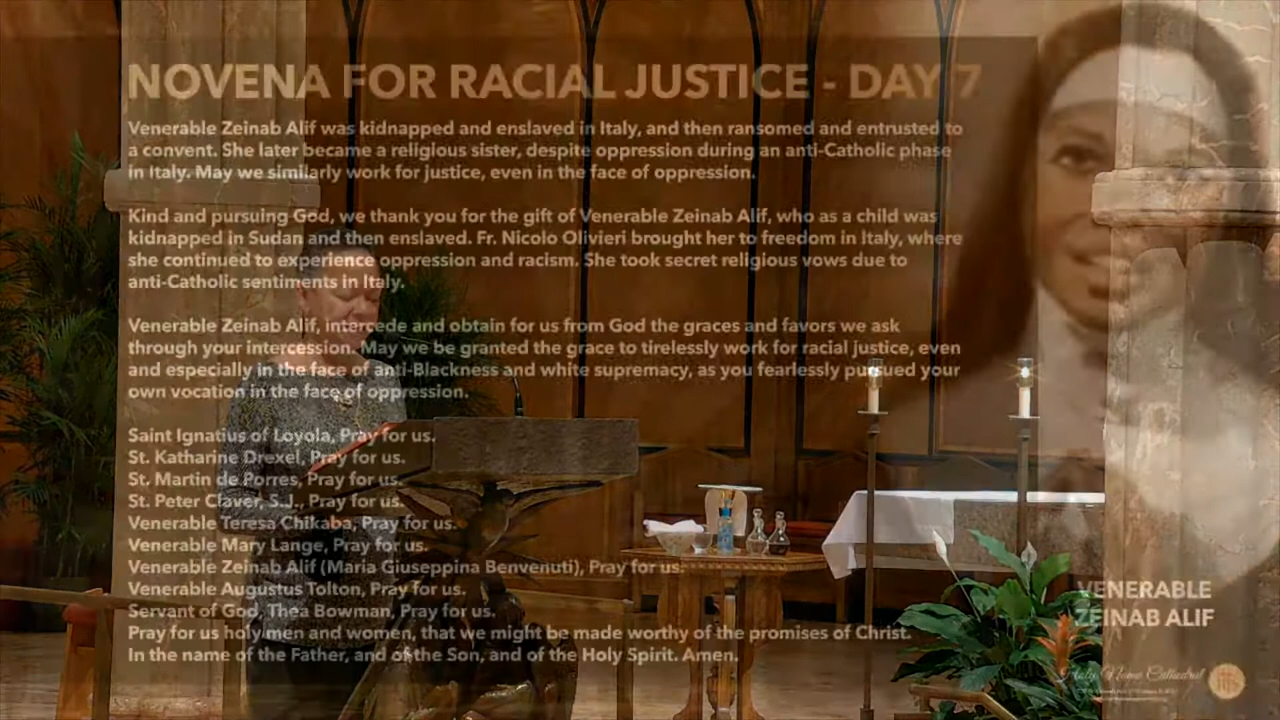 NOVENA FOR RACIAL JUSTICE - DAY 7
Venerable Zeinab Alif was kidnapped and enslaved in Italy, and then ransomed and entrusted to
a convent. She later became a religious sister, despite oppression during an anti-Catholic phase
in Italy. May we similarly work for justice, even in the face of oppression.
Kind and pursuing God, we thank you for the gift of Venerable Zeinab Alif, who as a child was
kidnapped in Sudan and then enslaved. Fr. Nicolo Olivieri brought her to freedom in Italy, where
she continued to experience oppression and racism. She took secret religious vows due to
anti-Catholic sentiments in Italy.
Venerable Zeinab Alif, intercede and obtain for us from God the graces and favors we ask
through your intercession. May we be granted the grace to tirelessly work for racial justice, even
and especially in the face of anti-Blackness and white supremacy, as you fearlessly pursued your
own vocation in the face of oppression.
Saint Ignatius of Loyola, Pray for us.
St. Katharine Drexel, Pray for us.
St. Martin de Porres, Pray for us.
St. Peter Claver, S.J., Pray for us.
Venerable Teresa Chikaba, Pray for us.
Venerable Mary Lange, Pray for us.
Venerable Zeinab Alif (Maria Giuseppina Benvenuti), Pray for us.
Venerable Augustus Tolton, Pray for us.
Servant of God, Thea Bowman, Pray for us.
Pray for us holy men and women, that we might be made worthy of the promises of Christ.
In the name of the Father, and of the Son, and of the Holy Spirit. Amen.
VENERABLE
ZEINAB ALIF
Holy Name Cathedral